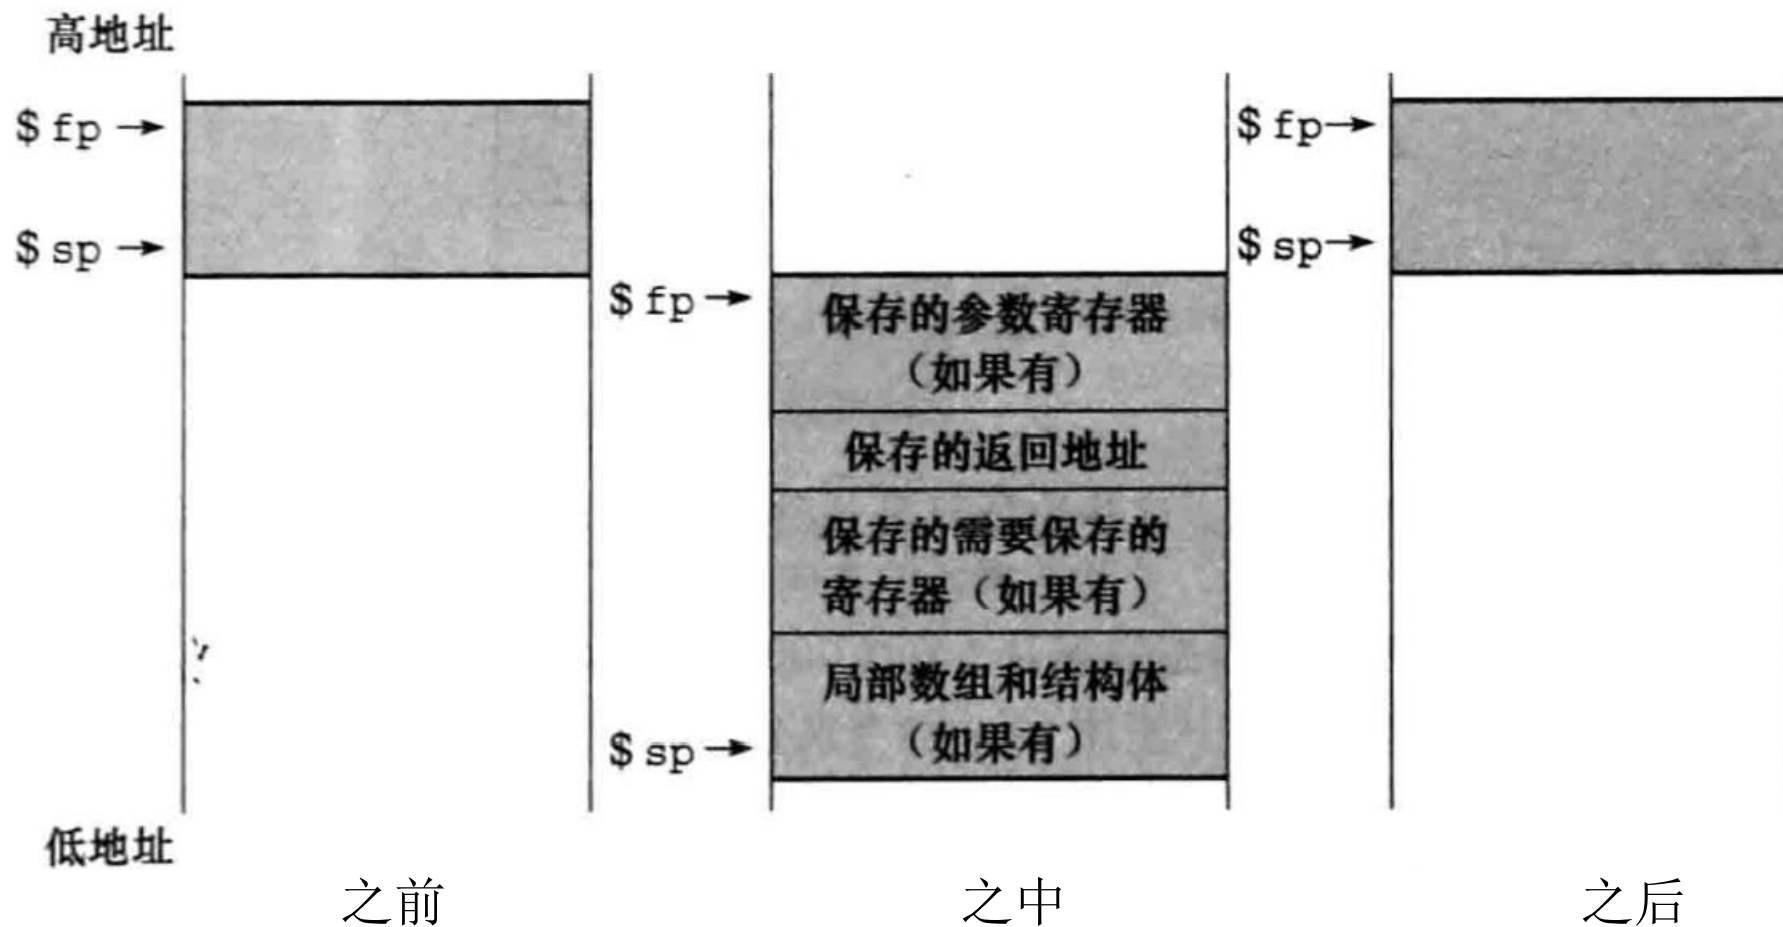 高地址
$fp
$sp
$fp
保存的参数寄存器
（如果有）
保存的返回地址
保存的需要保存的
寄存器（如果有）
局部数组和结构体
（如果有）
$sp
$fp
$sp
低地址
之前
之中
之后